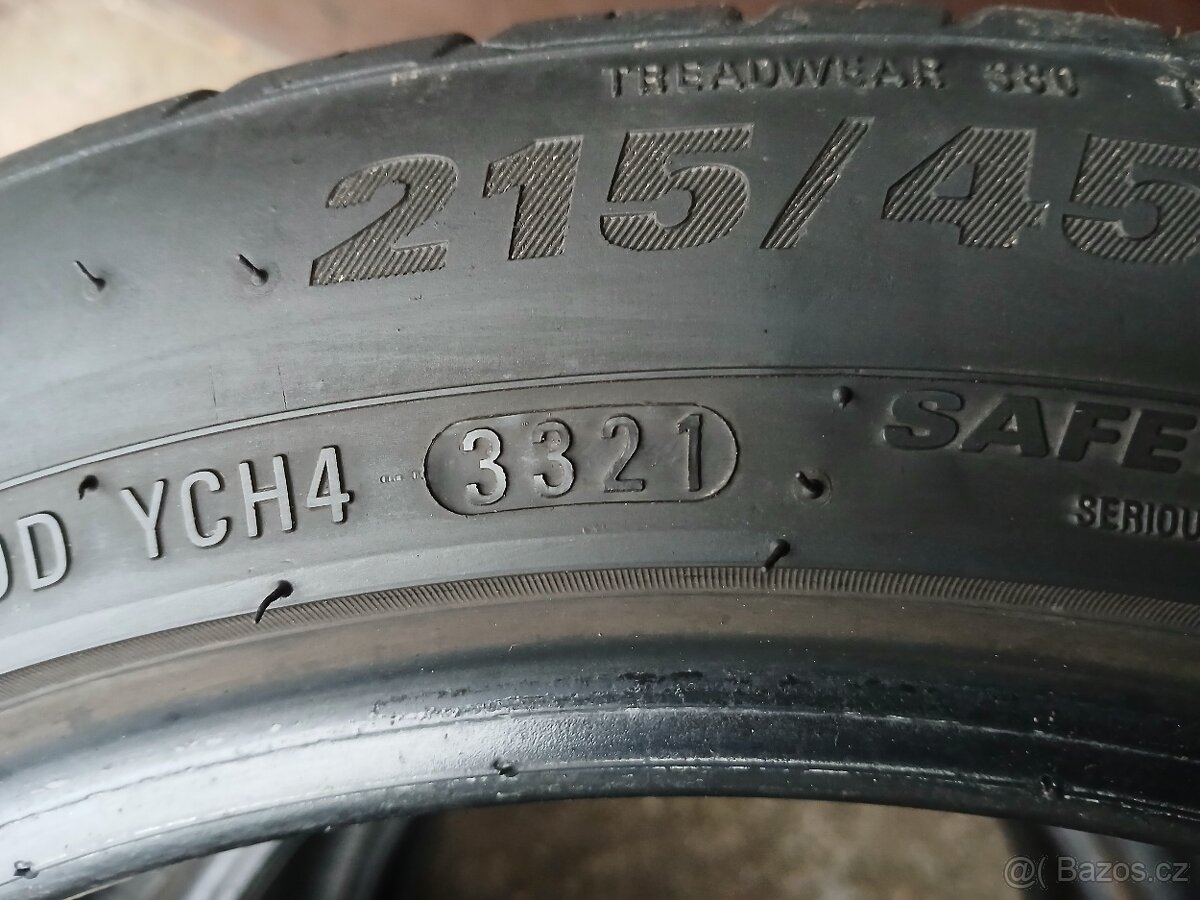 TREADWEAR 380
215/45
SAFE
YCH4 3321
SERIOU
@( Bazos.cz